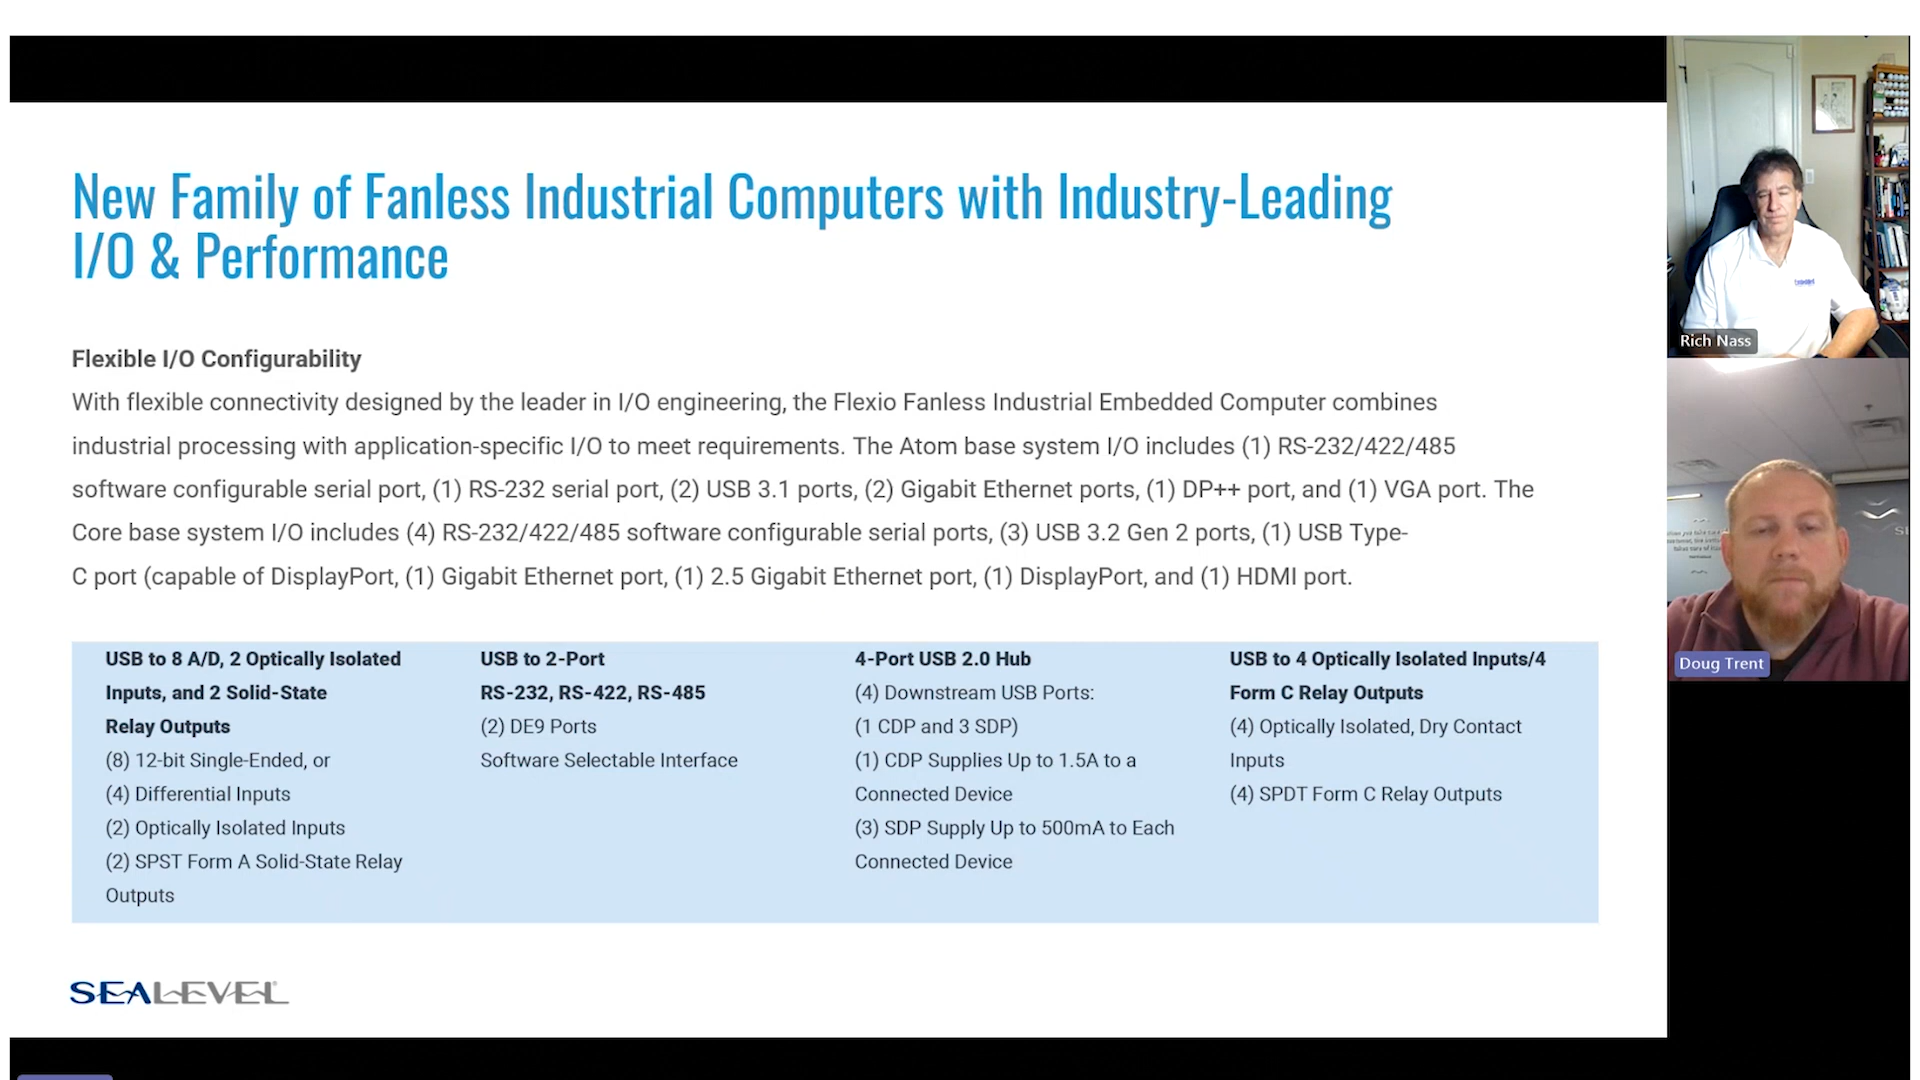 New Family of Fanless Industrial Computers with Industry-Leading
I/O & Performance
Flexible I/O Configurability
With flexible connectivity designed by the leader in I/O engineering, the Flexio Fanless Industrial Embedded Computer combines
industrial processing with application-specific I/O to meet requirements. The Atom base system I/O includes (1) RS-232/422/485
software configurable serial port, (1) RS-232 serial port, (2) USB 3.1 ports, (2) Gigabit Ethernet ports, (1) DP++ port, and (1) VGA port. The
Core base system I/O includes (4) RS-232/422/485 software configurable serial ports, (3) USB 3.2 Gen 2 ports, (1) USB Type-
C port (capable of DisplayPort, (1) Gigabit Ethernet port, (1) 2.5 Gigabit Ethernet port, (1) DisplayPort, and (1) HDMI port.
USB to 8 A/D, 2 Optically Isolated
Inputs, and 2 Solid-State
Relay Outputs
(8) 12-bit Single-Ended, or
(4) Differential Inputs
(2) Optically Isolated Inputs
(2) SPST Form A Solid-State Relay
Outputs
USB to 2-Port
RS-232, RS-422, RS-485
(2) DE9 Ports
Software Selectable Interface
4-Port USB 2.0 Hub
(4) Downstream USB Ports:
(1 CDP and 3 SDP)
(1) CDP Supplies Up to 1.5A to a
Connected Device
(3) SDP Supply Up to 500mA to Each
Connected Device
USB to 4 Optically Isolated Inputs/4
Form C Relay Outputs
(4) Optically Isolated, Dry Contact
Inputs
(4) SPDT Form C Relay Outputs
SEALEVEL
Rich Nass
Doug Trent